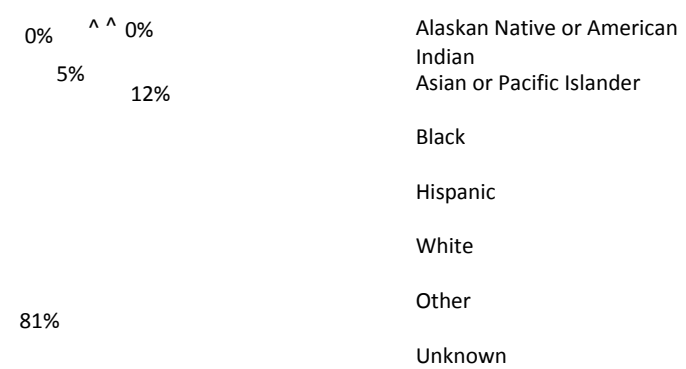 0% ^ ^ 0%
5%
12%
81%
Alaskan Native or American
Indian
Asian or Pacific Islander
Black
Hispanic
White
Other
Unknown